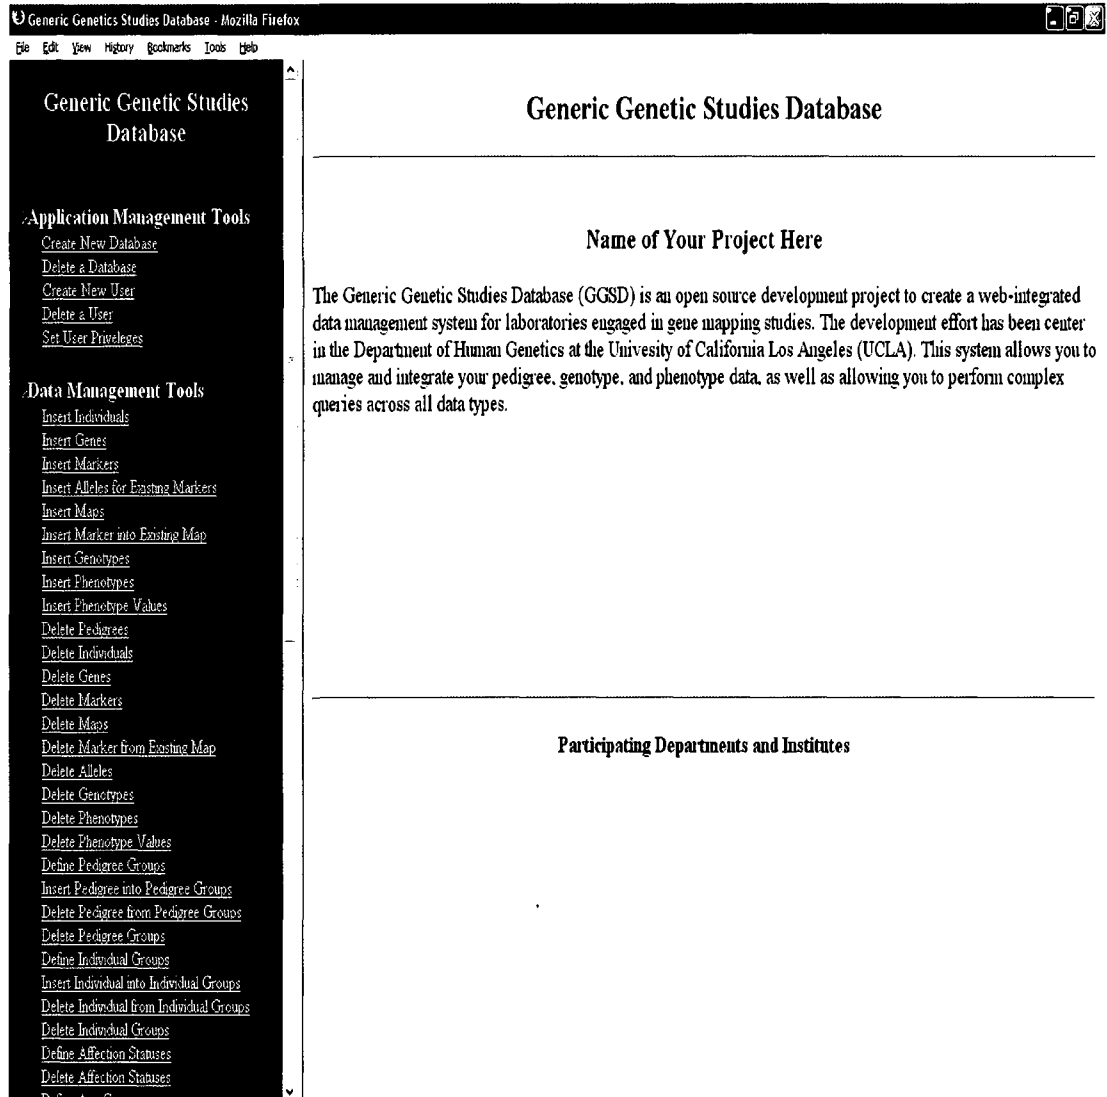 Generic Genetics Studies Database - Mozilla Firefox
File Edit View History Bookmarks Tools Help
Generic Genetic Studies
Database
Application Management Tools
Create New Database
Delete a Database
Create New User
Delete a User
Set User Priveleges
Data Management Tools
Insert Individuals
Insert Genes
Insert Markers
Insert Alleles for Existing Markers
Insert Maps
Insert Marker into Existing Map
Insert Genotypes
Insert Phenotypes
Insert Phenotype Values
Delete Pedigrees
Delete Individuals
Delete Genes
Delete Markers
Delete Maps
Delete Marker from Existing Map
Delete Alleles
Delete Genotypes
Delete Phenotypes
Delete Phenotype Values
Define Pedigree Groups
Insert Pedigree into Pedigree Groups
Delete Pedigree from Pedigree Groups
Delete Pedigree Groups
Define Individual Groups
Insert Individual into Individual Groups
Delete Individual from Individual Groups
Delete Individual Groups
Define Affection Statuses
Delete Affection Statuses
Generic Genetic Studies Database
Name of Your Project Here
The Generic Genetic Studies Database (GGSD) is an open source development project to create a web-integrated
data management system for laboratories engaged in gene mapping studies. The development effort has been center
in the Department of Human Genetics at the Univesity of California Los Angeles (UCLA). This system allows you to
manage and integrate your pedigree, genotype, and phenotype data, as well as allowing you to perform complex
queries across all data types.
Participating Departments and Institutes